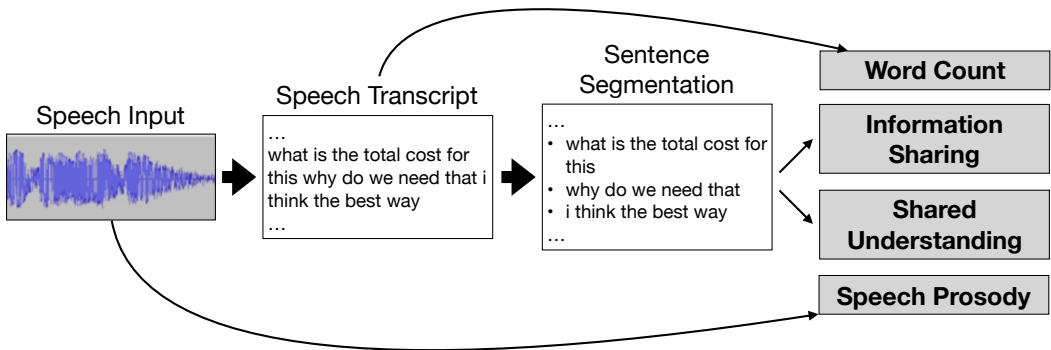 Speech Input
Speech Transcript
…
what is the total cost for
this why do we need that i
think the best way
…
Sentence
Segmentation
…
• what is the total cost for
this
• why do we need that
• i think the best way
…
Word Count
Information
Sharing
Shared
Understanding
Speech Prosody